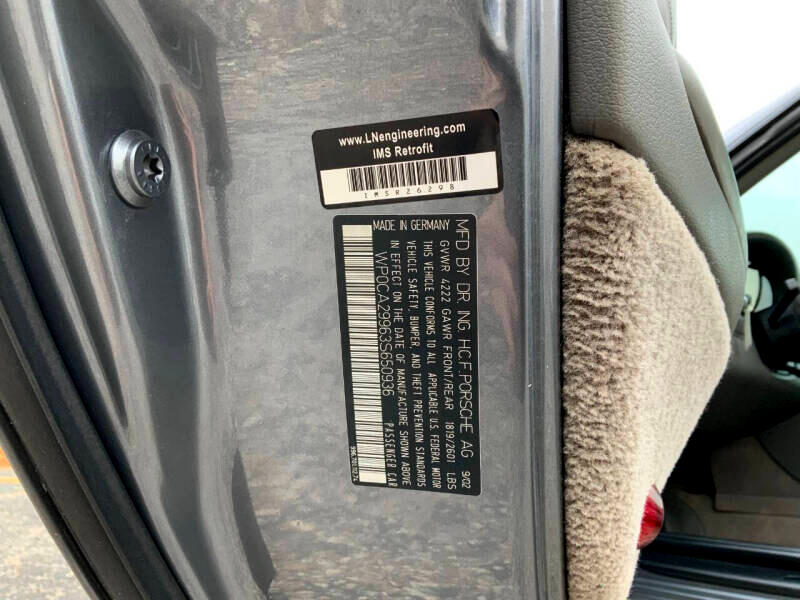 www.LNengineering.com
IMS Retrofit
IMSR26298
MFD BY DR. ING. H.C.F. PORSCHE AG 9/02
GVWR 4222 GAWR FRONT/REAR 1819/2601 LBS
THIS VEHICLE CONFORMS TO ALL APPLICABLE U.S. FEDERAL MOTOR
VEHICLE SAFETY, BUMPER, AND THEFT PREVENTION STANDARDS
IN EFFECT ON THE DATE OF MANUFACTURE SHOWN ABOVE
WP0CA29963S650936 PASSENGER CAR
MADE IN GERMANY